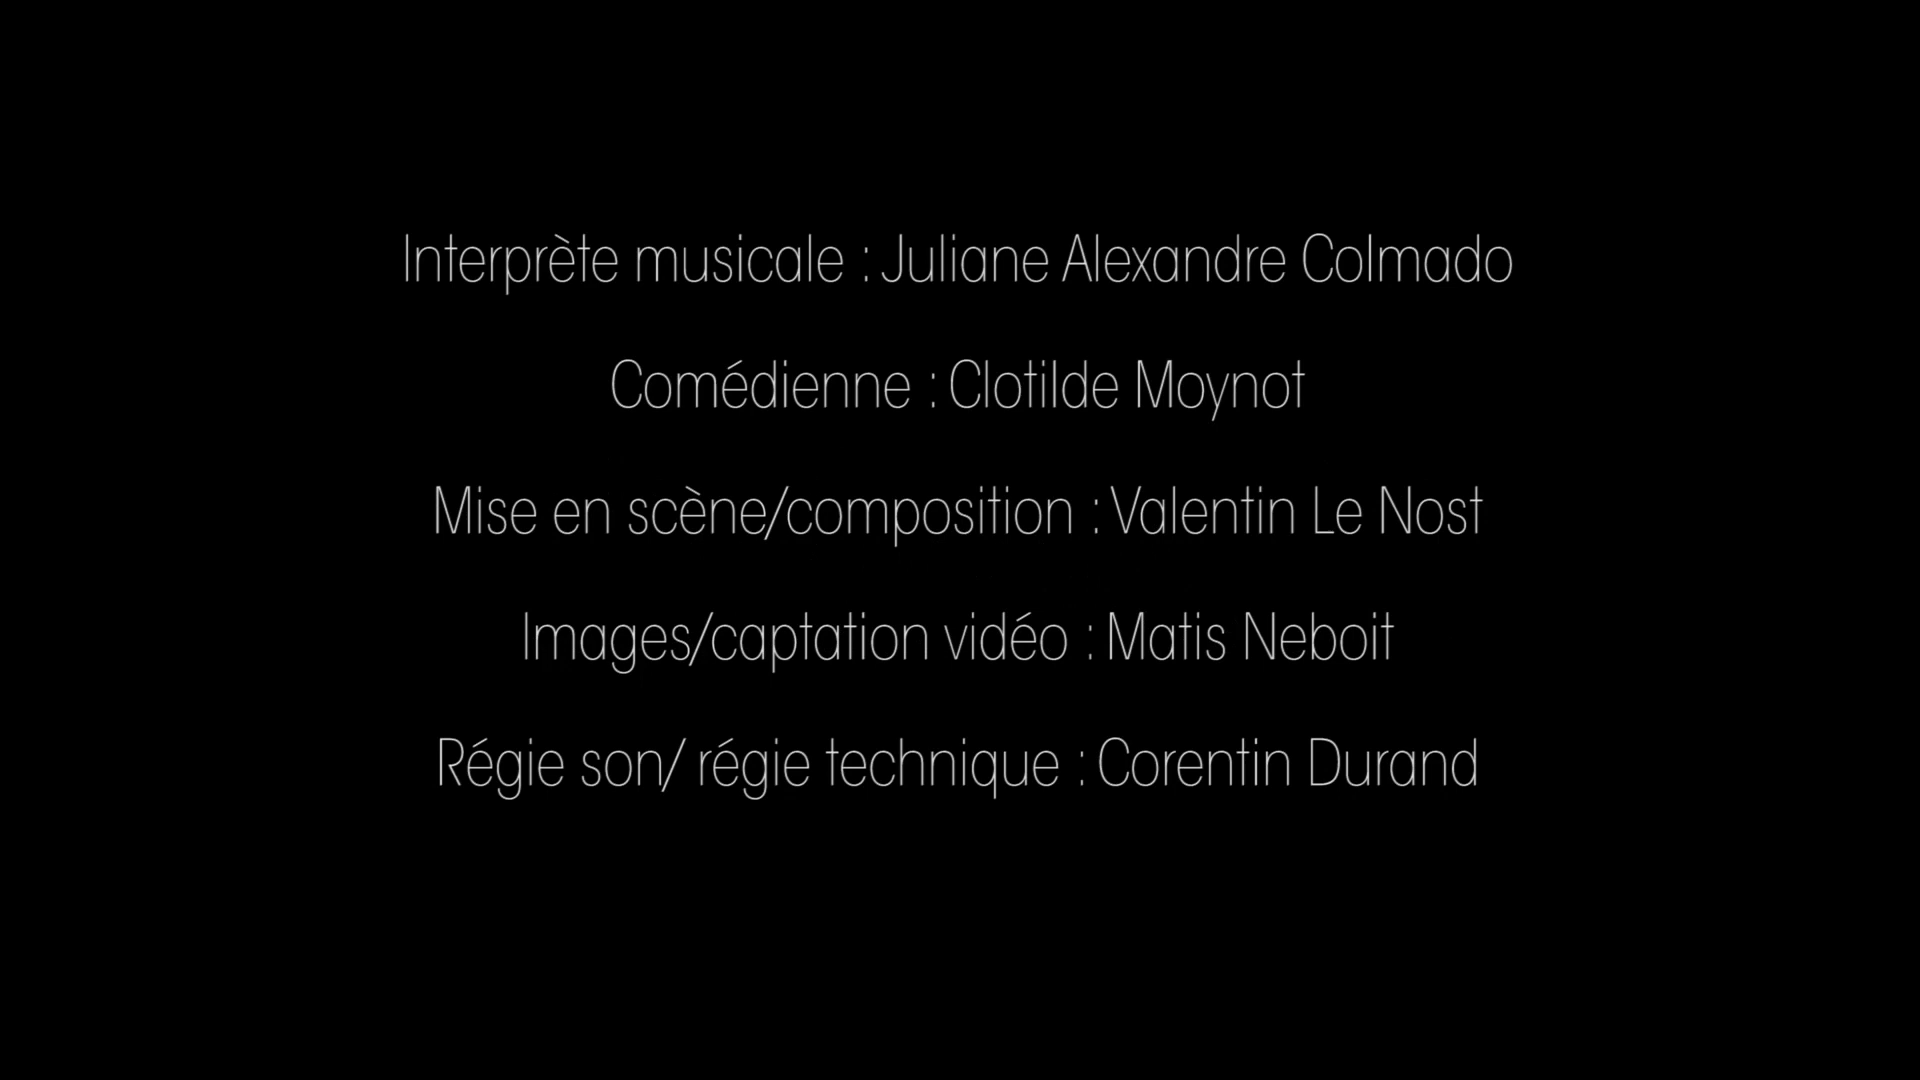 Interprète musicale : Juliane Alexandre Colmado
Comédienne : Clotilde Moynot
Mise en scène/composition : Valentin Le Nost
Images/captation vidéo : Matis Neboit
Régie son/ régie technique : Corentin Durand